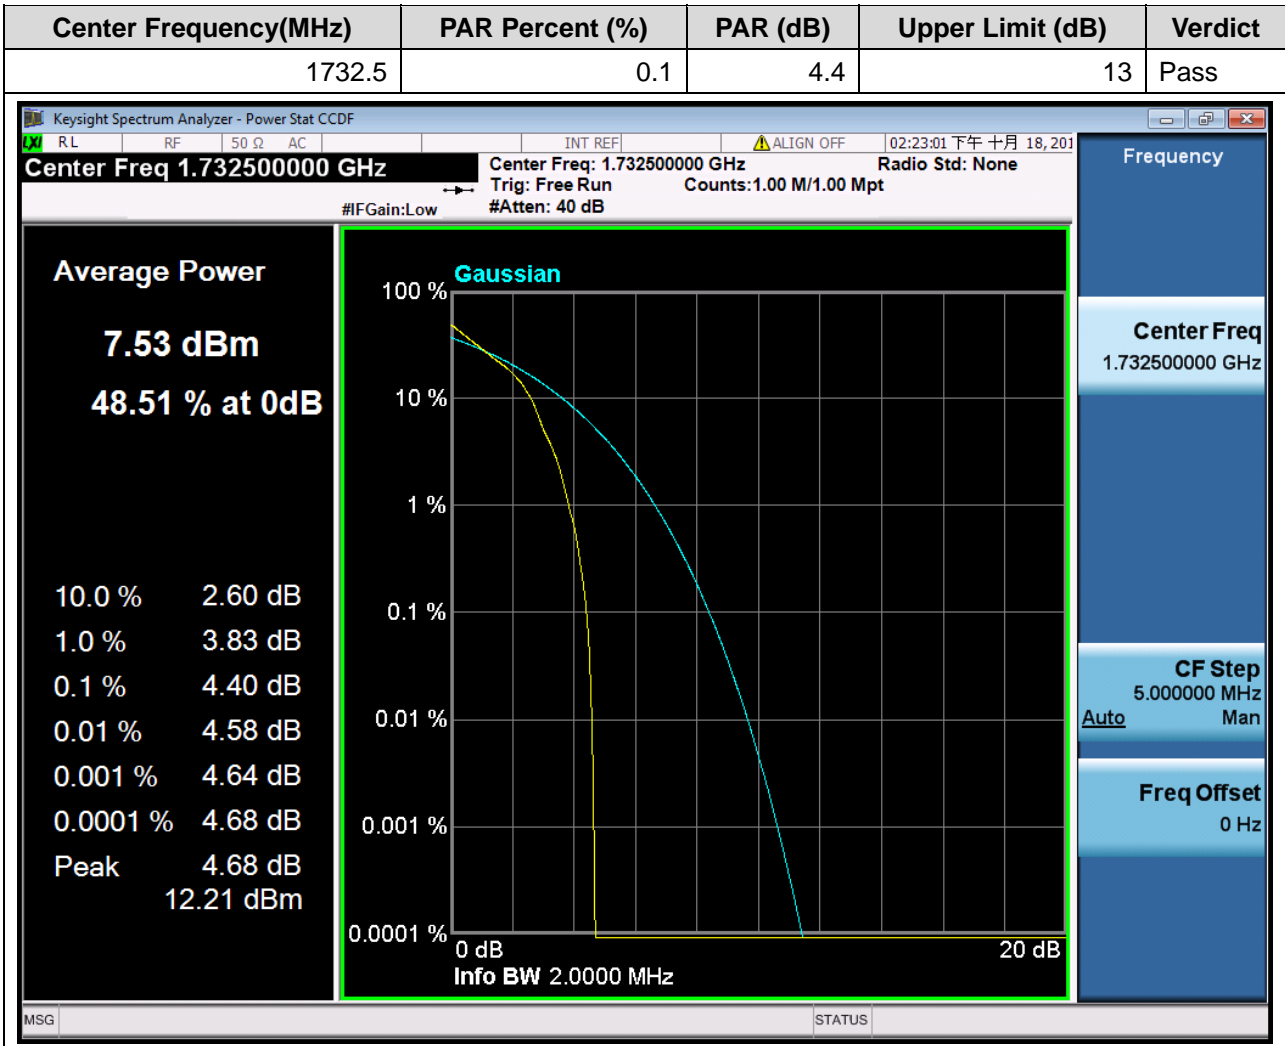 Center Frequency(MHz) PAR Percent (%) PAR (dB) Upper Limit (dB) Verdict
1732.5 0.1 4.4 13 Pass
Keysight Spectrum Analyzer - Power Stat CCDF
LXI RL RF 50 Ω AC INT REF ALIGN OFF 02:23:01 下午 十月 18, 201
Center Freq 1.732500000 GHz
Center Freq: 1.732500000 GHz Radio Std: None
Trig: Free Run Counts:1.00 M/1.00 Mpt
#IFGain:Low #Atten: 40 dB
Frequency
Average Power
7.53 dBm
48.51 % at 0dB
10.0 % 2.60 dB
1.0 % 3.83 dB
0.1 % 4.40 dB
0.01 % 4.58 dB
0.001 % 4.64 dB
0.0001 % 4.68 dB
Peak 4.68 dB
12.21 dBm
Gaussian
100 %
10 %
1 %
0.1 %
0.01 %
0.001 %
0.0001 %
0 dB 20 dB
Info BW 2.0000 MHz
Center Freq
1.732500000 GHz
CF Step
5.000000 MHz
Auto Man
Freq Offset
0 Hz
MSG STATUS